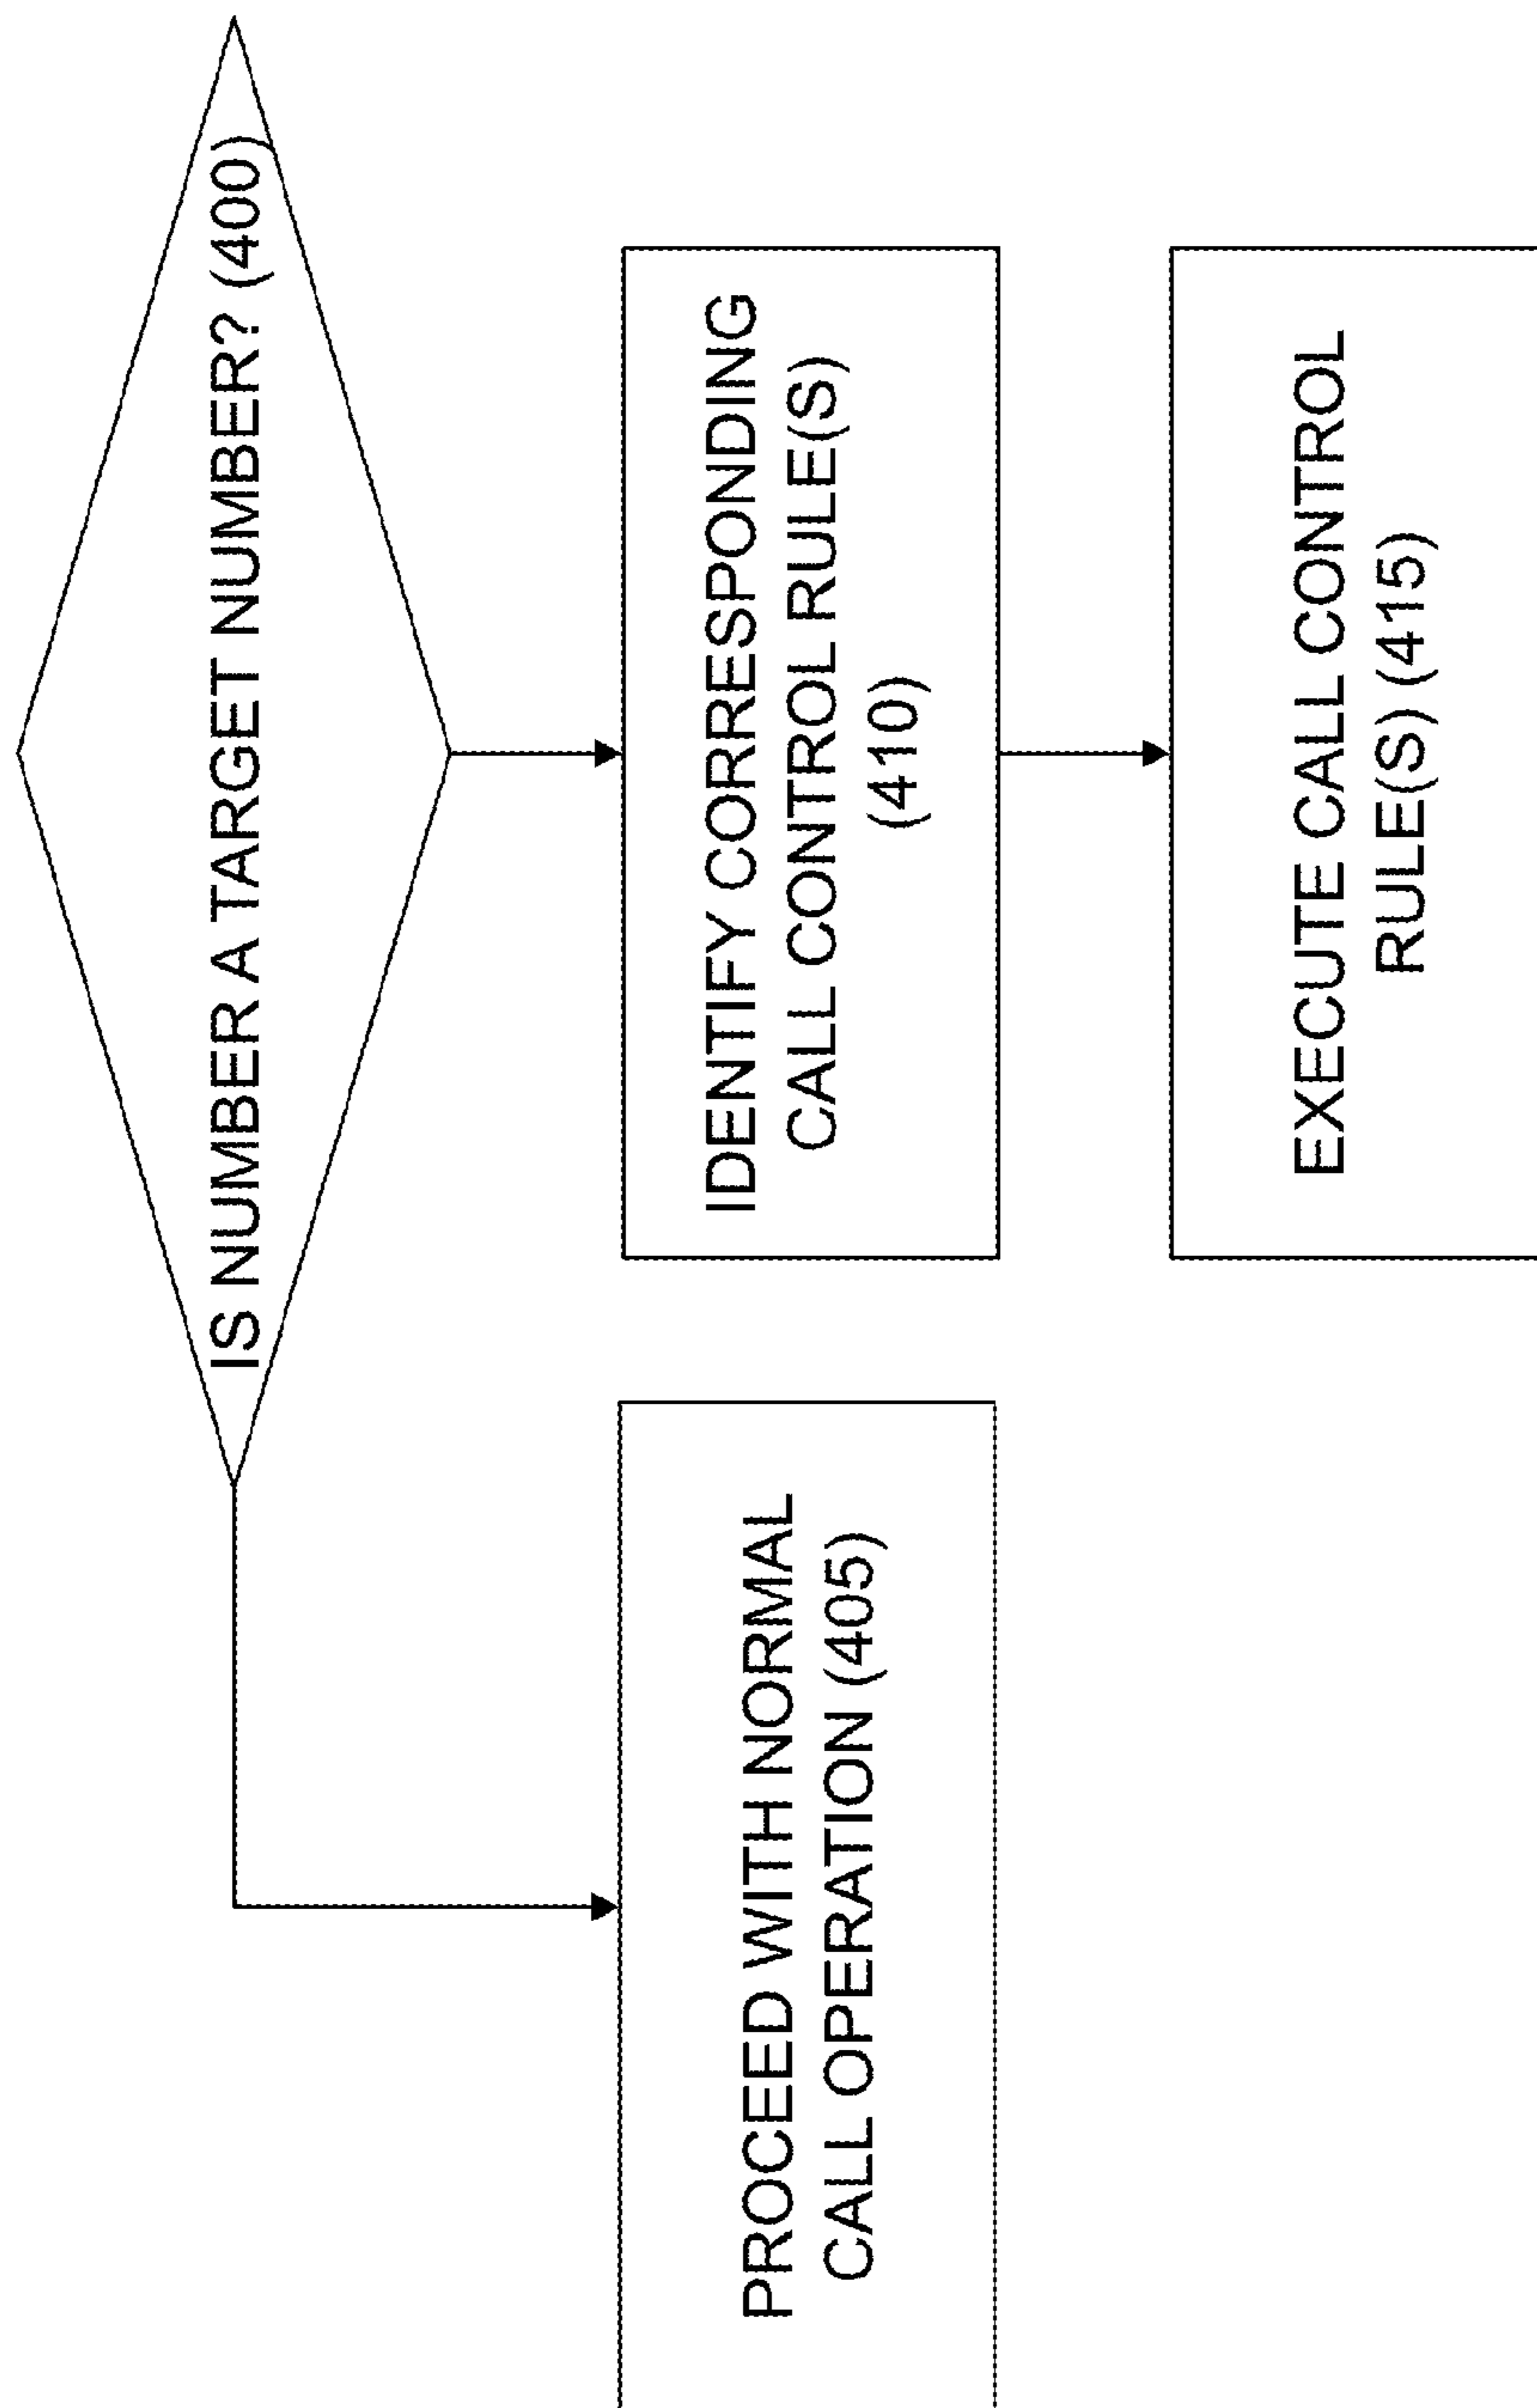 IS NUMBER A TARGET NUMBER? (400)
PROCEED WITH NORMAL
CALL OPERATION (405)
IDENTIFY CORRESPONDING
CALL CONTROL RULE(S)
(410)
EXECUTE CALL CONTROL
RULE(S) (415)